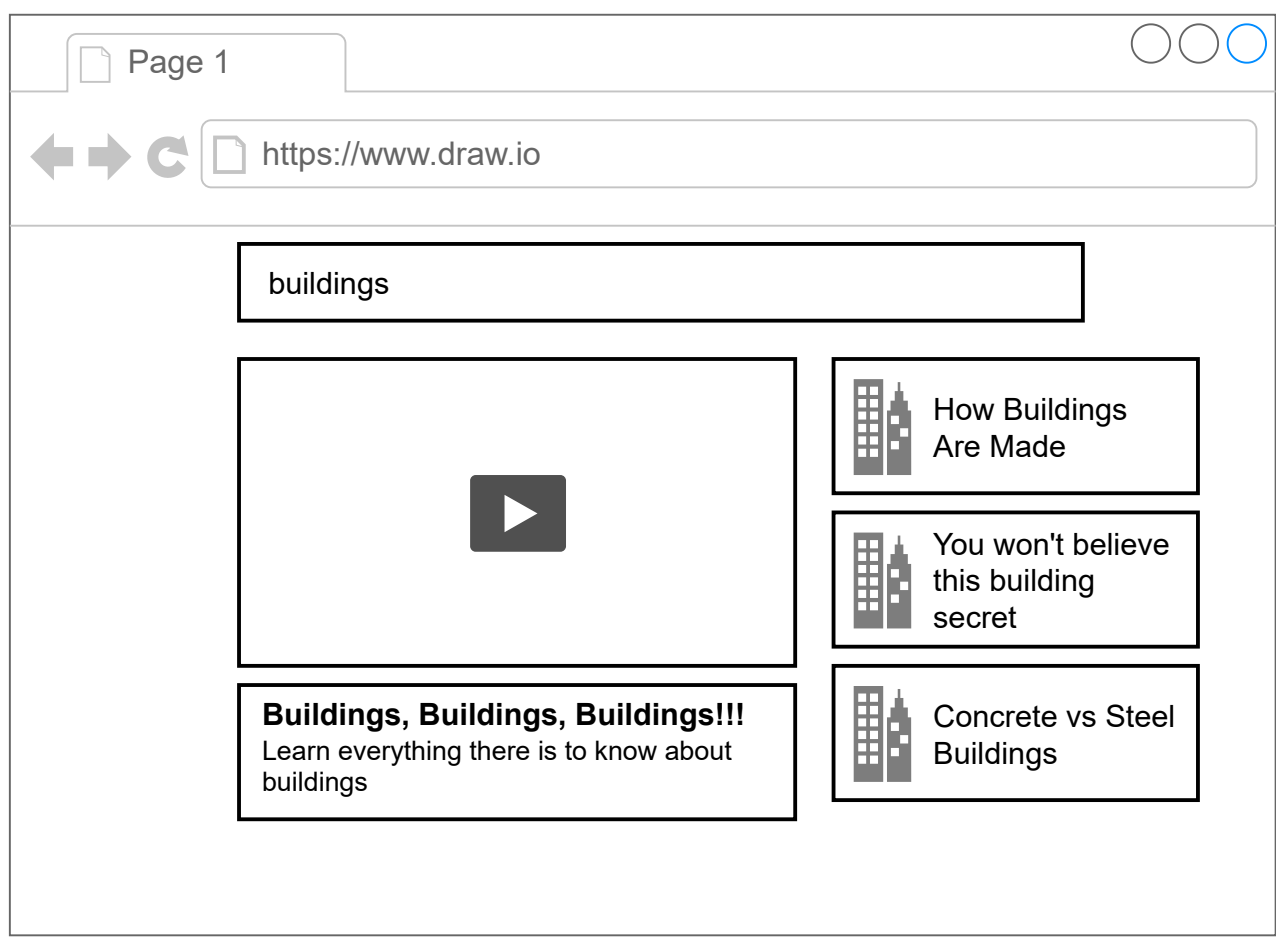 Page 1
https://www.draw.io
buildings
Buildings, Buildings, Buildings!!!
Learn everything there is to know about
buildings
How Buildings
Are Made
You won't believe
this building
secret
Concrete vs Steel
Buildings